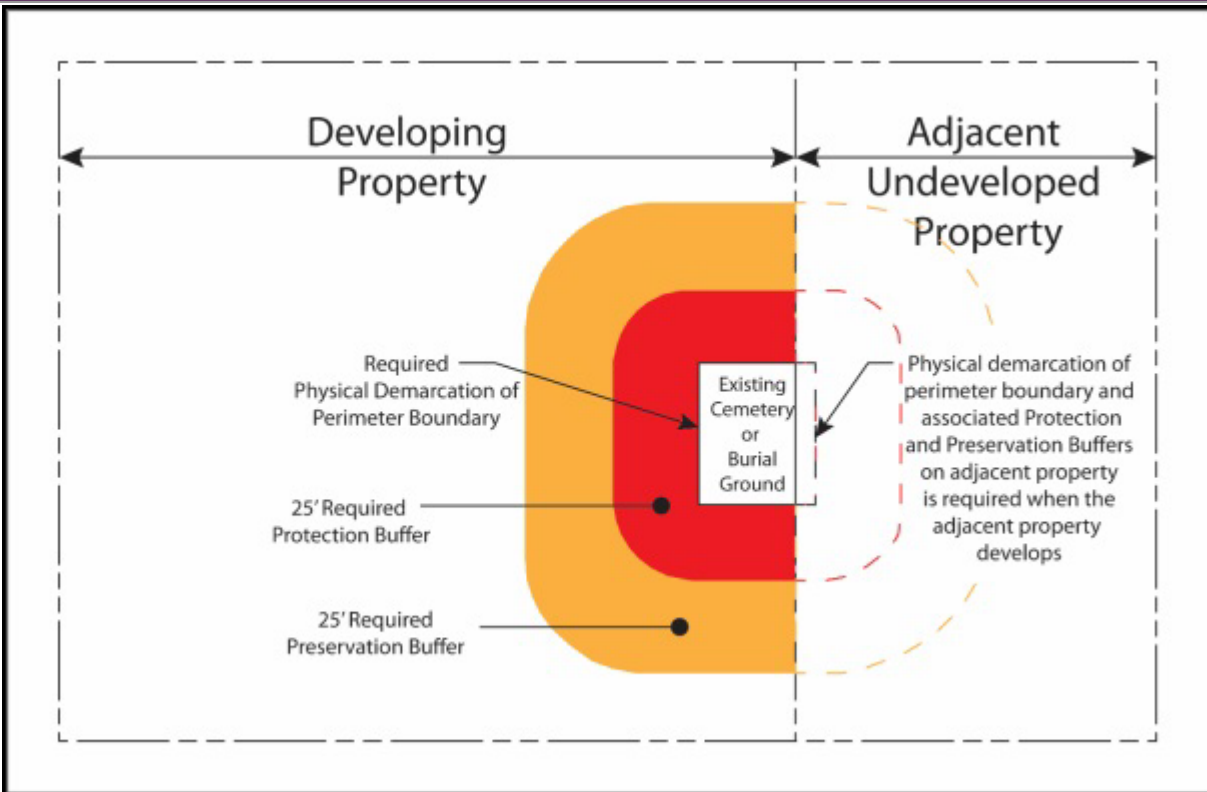 Developing
Property
Adjacent
Undeveloped
Property
Required
Physical Demarcation of
Perimeter Boundary
Existing
Cemetery
or
Burial
Ground
Physical demarcation of
perimeter boundary and
associated Protection
and Preservation Buffers
on adjacent property
is required when the
adjacent property
develops
25' Required
Protection Buffer
25' Required
Preservation Buffer